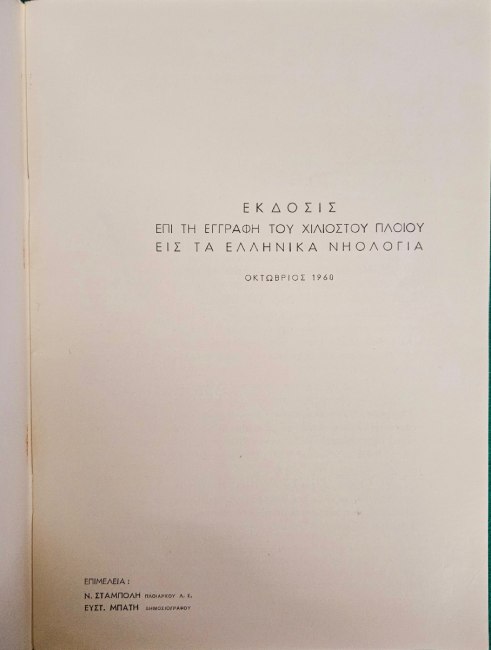 ΕΚΔΟΣΙΣ
ΕΠΙ ΤΗ ΕΓΓΡΑΦΗ ΤΟΥ ΧΙΛΙΟΣΤΟΥ ΠΛΟΙΟΥ
ΕΙΣ ΤΑ ΕΛΛΗΝΙΚΑ ΝΗΟΛΟΓΙΑ
ΟΚΤΩΒΡΙΟΣ 1960
ΕΠΙΜΕΛΕΙΑ :
Ν. ΣΤΑΜΠΟΛΗ ΠΛΟΙΑΡΧΟΥ Λ. Σ.
ΕΥΣΤ. ΜΠΑΤΗ ΔΗΜΟΣΙΟΓΡΑΦΟΥ